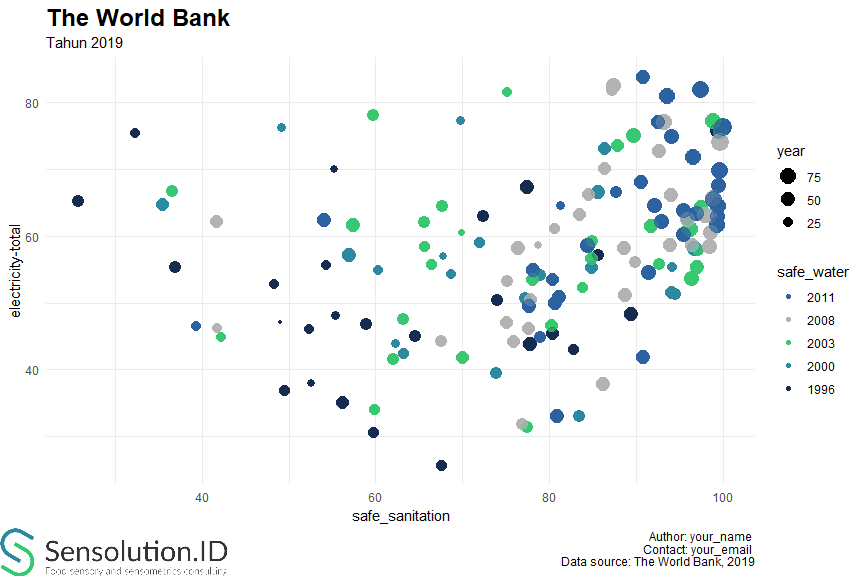 The World Bank
Tahun 2019
electricity-total
80
60
40
40
60
80
100
safe_sanitation
year
75
50
25
safe_water
2011
2008
2003
2000
1996
Sensolution.ID
Food sensory and sensometrics consulting
Author: your_name
Contact: your_email
Data source: The World Bank, 2019